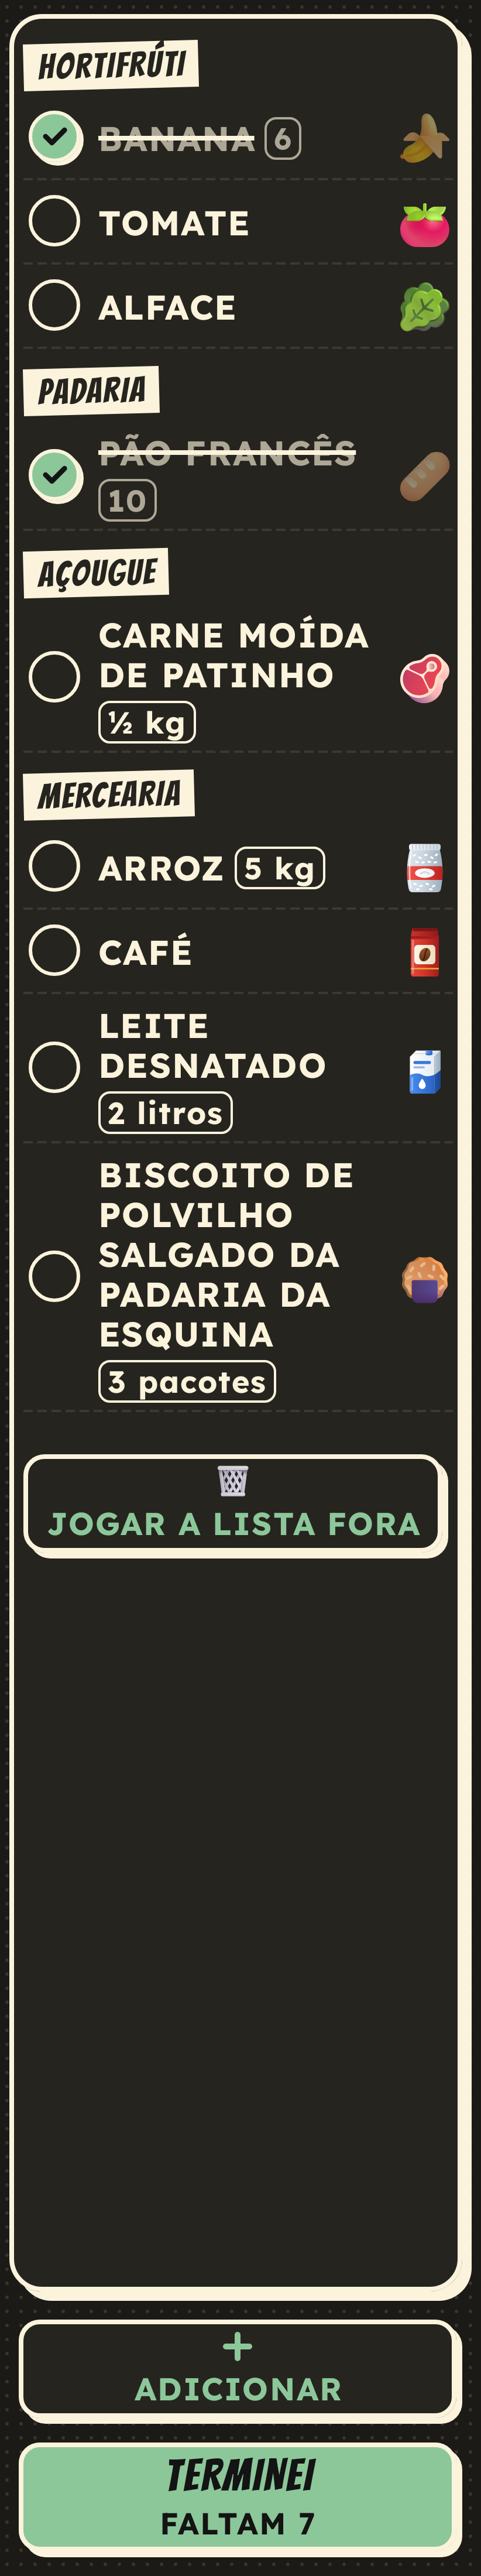 HORTIFRÚTI
BANANA 6
TOMATE
ALFACE
PADARIA
PÃO FRANCÊS
10
AÇOUGUE
CARNE MOÍDA
DE PATINHO
½ kg
MERCEARIA
ARROZ 5 kg
CAFÉ
LEITE
DESNATADO
2 litros
BISCOITO DE
POLVILHO
SALGADO DA
PADARIA DA
ESQUINA
3 pacotes
JOGAR A LISTA FORA
ADICIONAR
TERMINEI
FALTAM 7